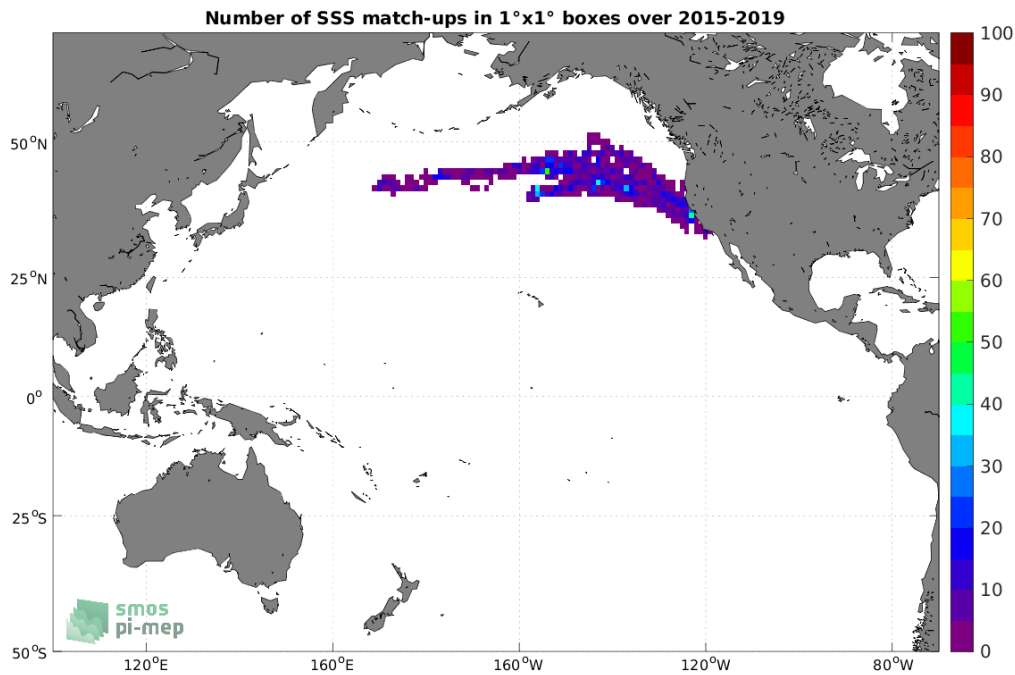 Number of SSS match-ups in 1°x1° boxes over 2015-2019
100
90
80
70
60
50
40
30
20
10
0
50°N
25°N
0°
25°S
50°S
120°E
160°E
160°W
120°W
80°W
smos
pi-mep